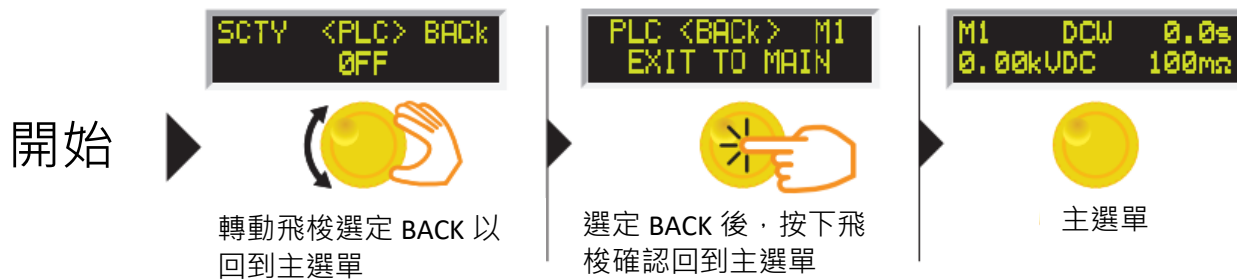 SCTY <PLC> BACk
0FF
PLC <BACk> M1
EXIT TO MAIN
M1 DCW 0.0s
0.00kVDC 100mΩ
開始
轉動飛梭選定 BACK 以
回到主選單
選定 BACK 後，按下飛
梭確認回到主選單
主選單